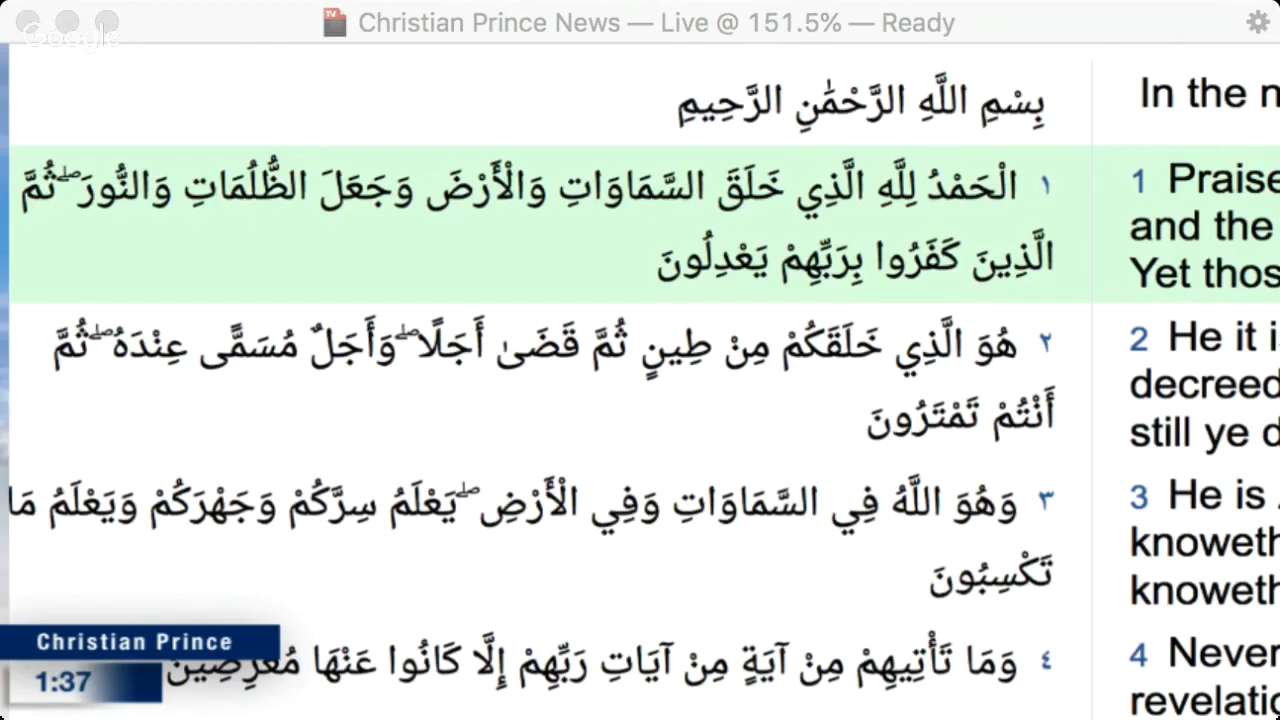 Christian Prince News — Live @ 151.5% — Ready
Google
بِسْمِ اللَّهِ الرَّحْمَٰنِ الرَّحِيمِ
In the n
١ الْحَمْدُ لِلَّهِ الَّذِي خَلَقَ السَّمَاوَاتِ وَالْأَرْضَ وَجَعَلَ الظُّلُمَاتِ وَالنُّورَ ۖ ثُمَّ
الَّذِينَ كَفَرُوا بِرَبِّهِمْ يَعْدِلُونَ
1 Praise
and the
Yet thos
٢ هُوَ الَّذِي خَلَقَكُمْ مِنْ طِينٍ ثُمَّ قَضَىٰ أَجَلًا ۖ وَأَجَلٌ مُسَمًّى عِنْدَهُ ۖ ثُمَّ
أَنْتُمْ تَمْتَرُونَ
2 He it i
decreed
still ye d
٣ وَهُوَ اللَّهُ فِي السَّمَاوَاتِ وَفِي الْأَرْضِ ۖ يَعْلَمُ سِرَّكُمْ وَجَهْرَكُمْ وَيَعْلَمُ مَا
تَكْسِبُونَ
3 He is
knoweth
knoweth
٤ وَمَا تَأْتِيهِمْ مِنْ آيَةٍ مِنْ آيَاتِ رَبِّهِمْ إِلَّا كَانُوا عَنْهَا مُعْرِضِينَ
4 Never
revelatio
Christian Prince
1:37